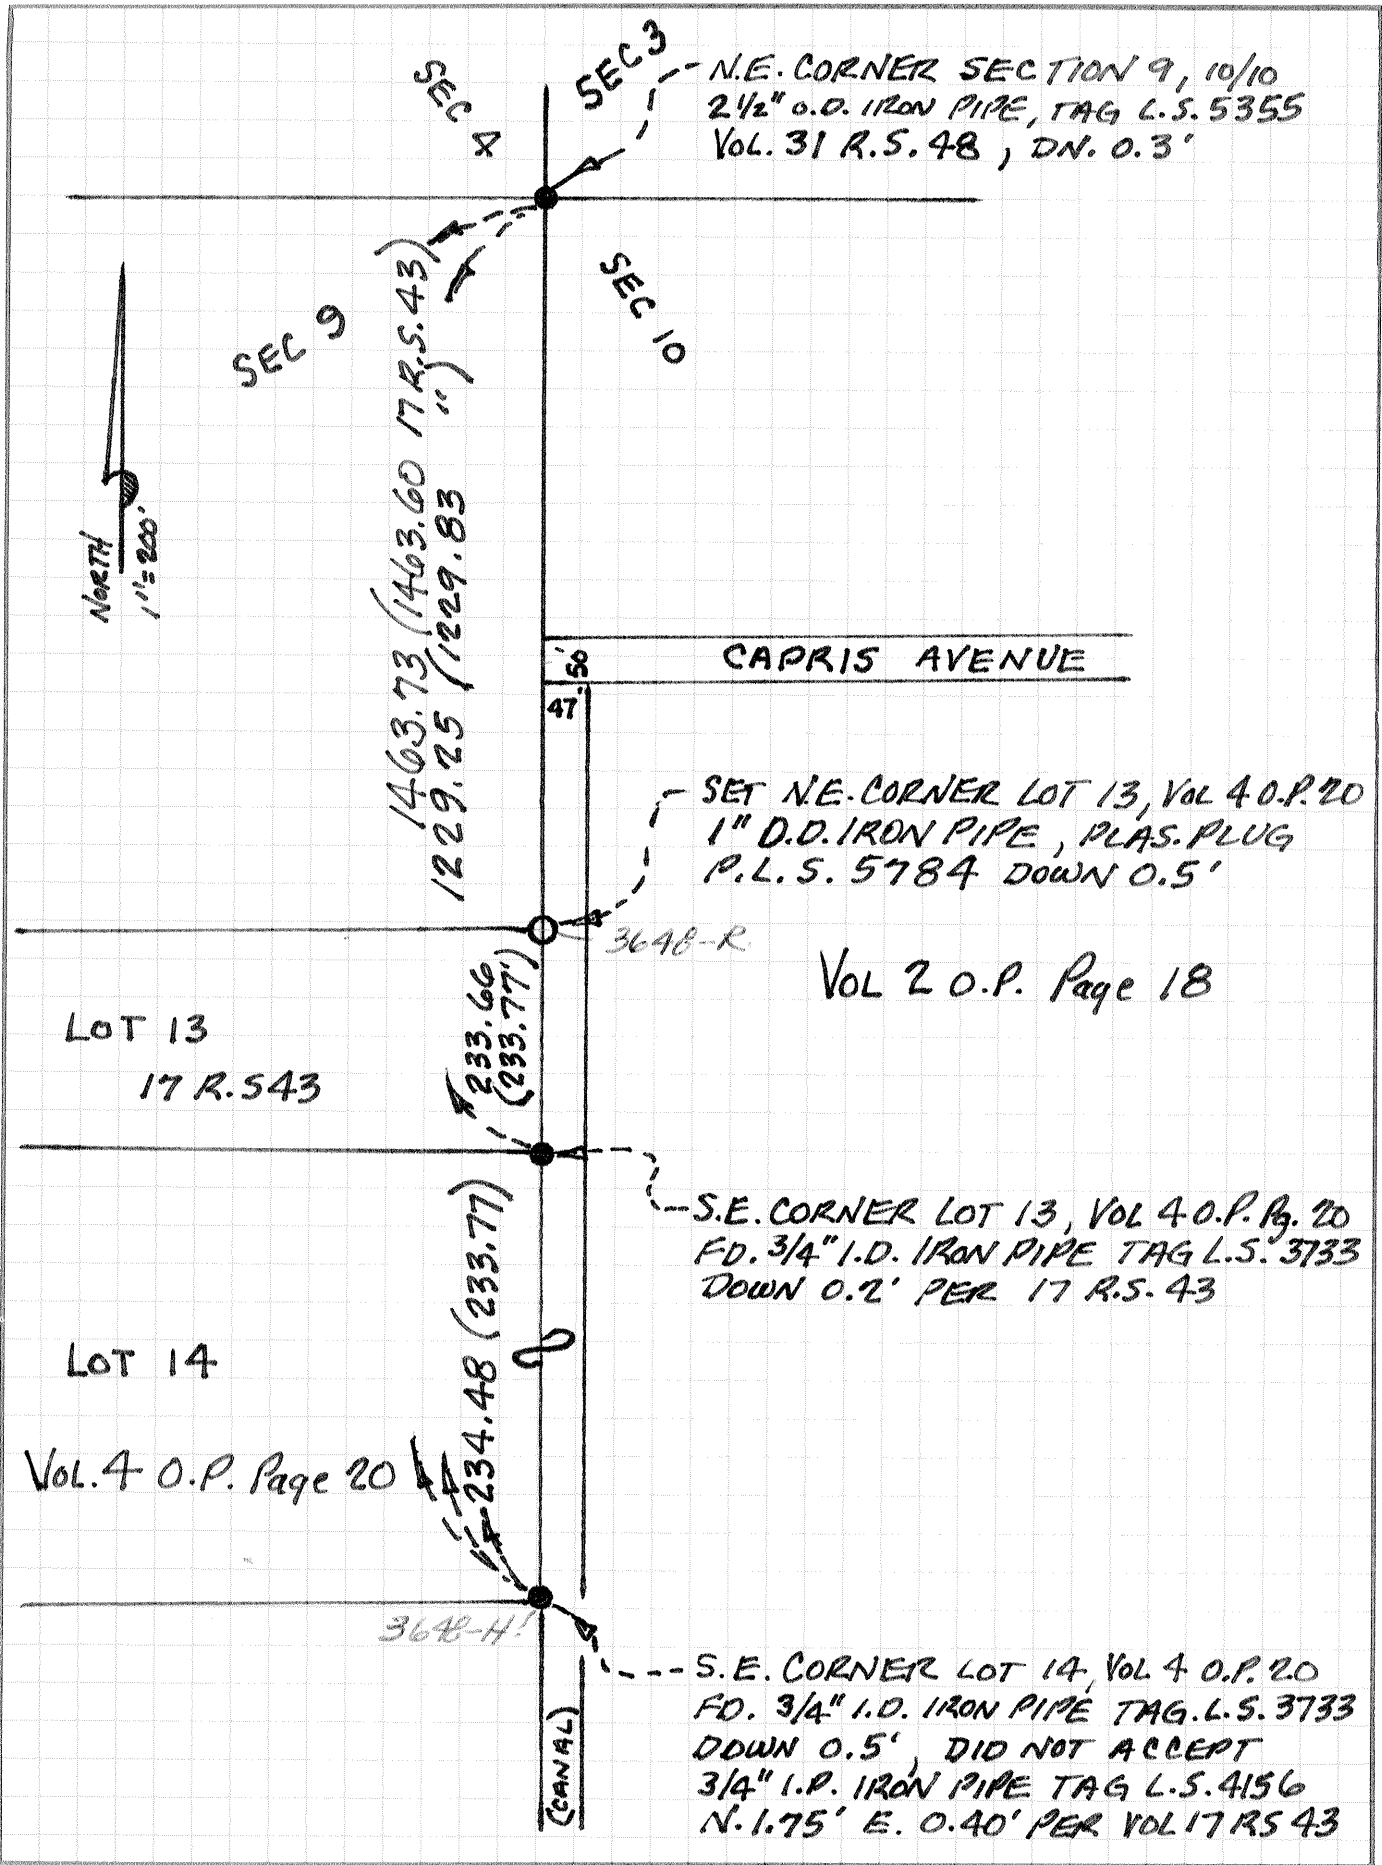 SEC 4
SEC 3
N.E. CORNER SECTION 9, 10/10
2 1/2" O.D. IRON PIPE, TAG L.S. 5355
VOL. 31 R.S. 48, DN. 0.3'
SEC 9
SEC 10
NORTH
1"=200'
1463.73 (1463.60 17 R.S. 43)
1229.25 (1229.83 " )
50'
CAPRIS AVENUE
47'
SET N.E. CORNER LOT 13, VOL 4 O.P. 20
1" O.D. IRON PIPE, PLAS. PLUG
P.L.S. 5784 DOWN 0.5'
3648-R
VOL 2 O.P. Page 18
233.66
(233.77')
LOT 13
17 R.S 43
S.E. CORNER LOT 13, VOL 4 O.P. Pg. 20
FD. 3/4" I.D. IRON PIPE TAG L.S. 3733
DOWN 0.2' PER 17 R.S. 43
234.48 (233.77)
LOT 14
VOL. 4 O.P. Page 20
3648-H
S.E. CORNER LOT 14, VOL 4 O.P. 20
FD. 3/4" I.D. IRON PIPE TAG. L.S. 3733
DOWN 0.5', DID NOT ACCEPT
3/4" I.P. IRON PIPE TAG L.S. 4156
N. 1.75' E. 0.40' PER VOL 17 RS 43
(CANAL)